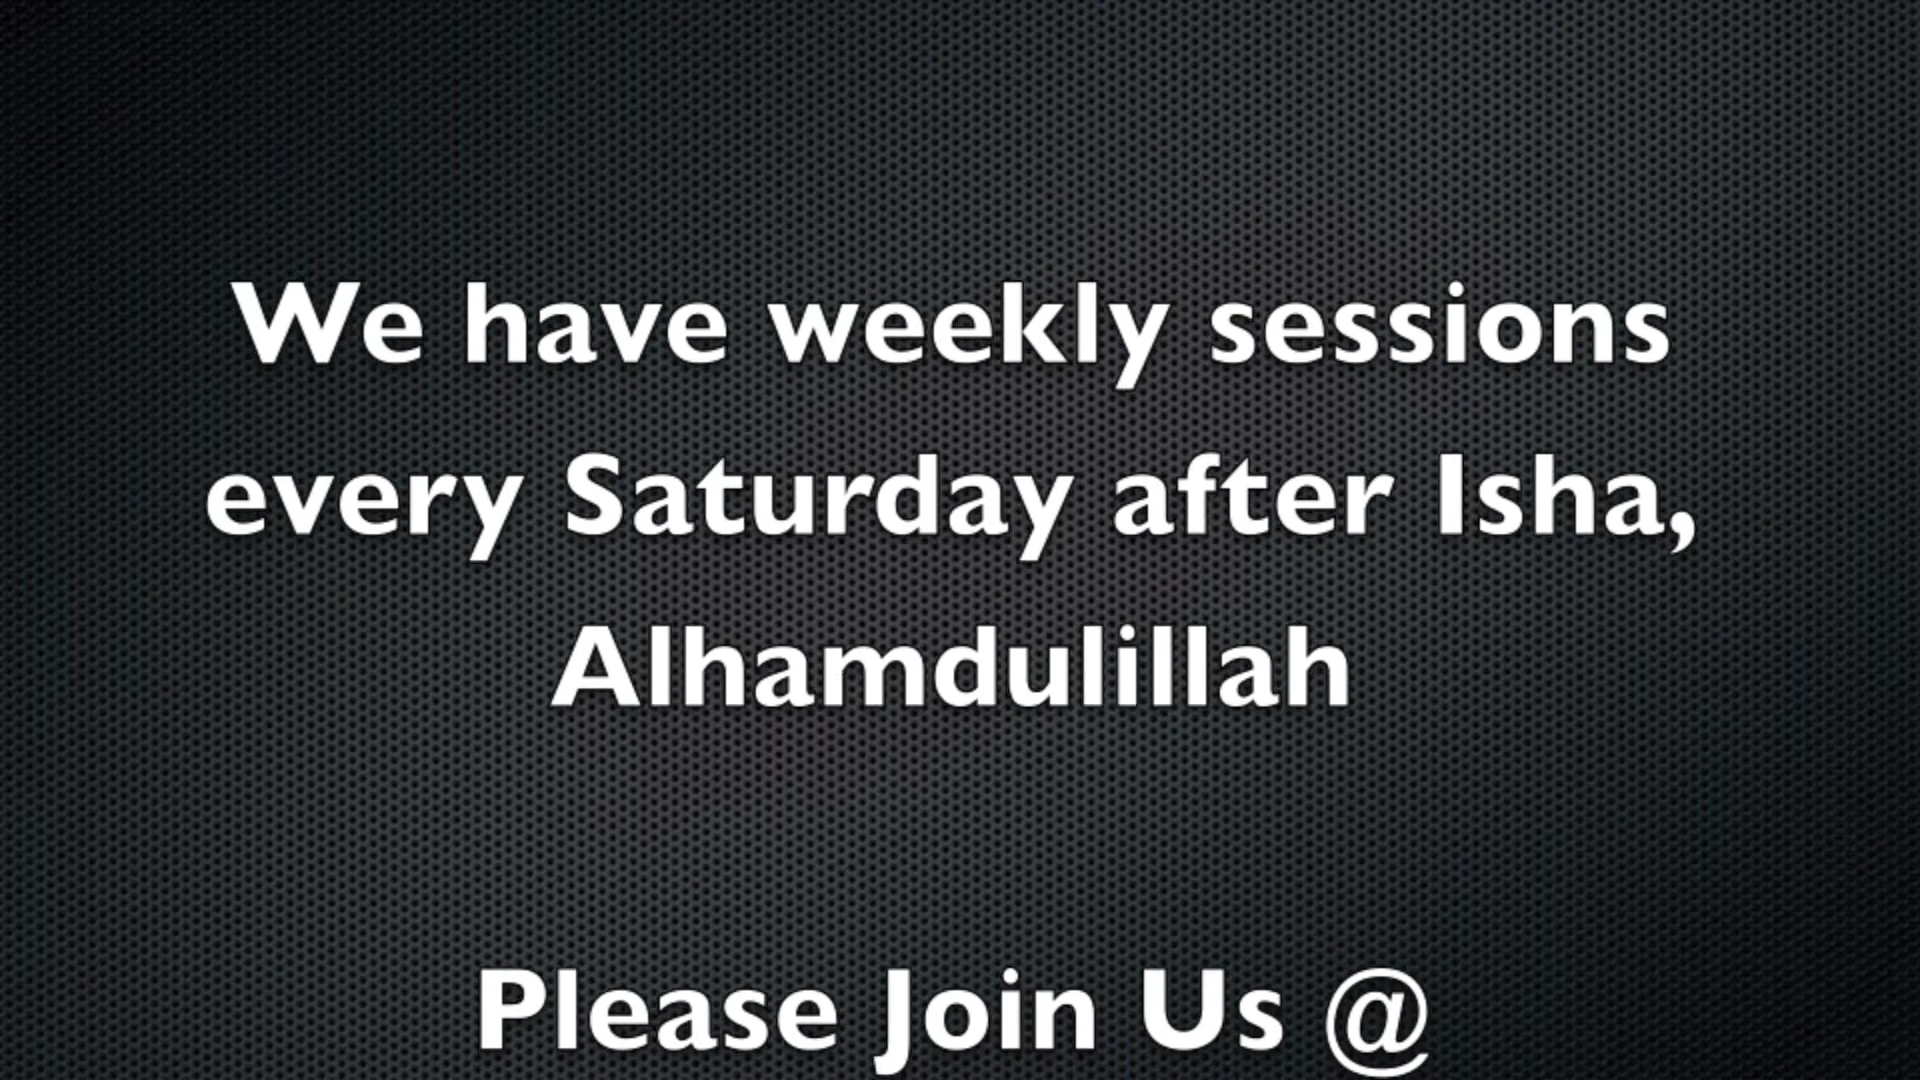 We have weekly sessions
every Saturday after Isha,
Alhamdulillah
Please Join Us @